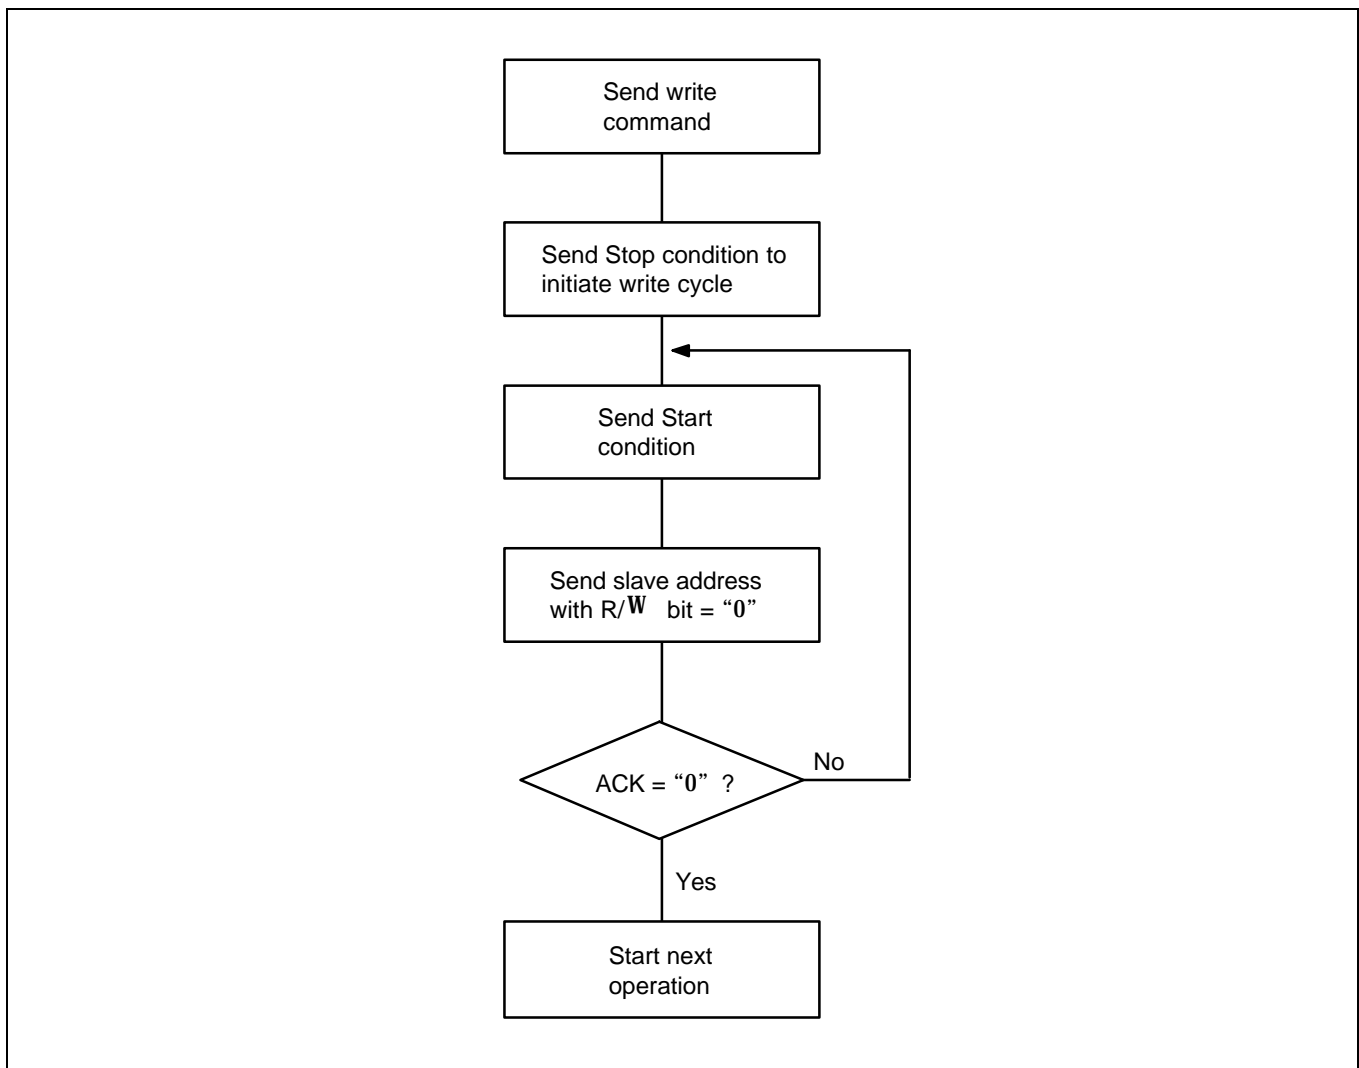 Send write
command
Send Stop condition to
initiate write cycle
Send Start
condition
Send slave address
with R/W bit = “0”
ACK = “0” ?
No
Yes
Start next
operation